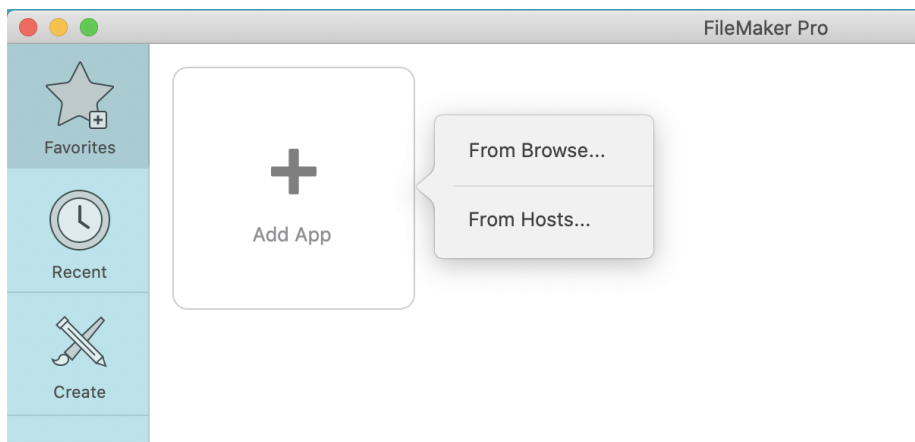 FileMaker Pro
Favorites
Recent
Create
Add App
From Browse...
From Hosts...